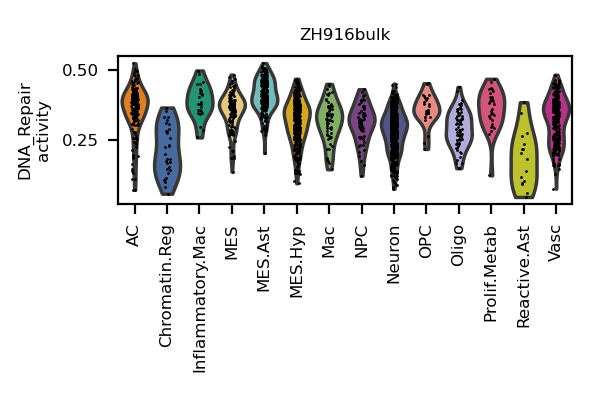 ZH916bulk
DNA_Repair
activity
0.50
0.25
AC
Chromatin.Reg
Inflammatory.Mac
MES
MES.Ast
MES.Hyp
Mac
NPC
Neuron
OPC
Oligo
Prolif.Metab
Reactive.Ast
Vasc